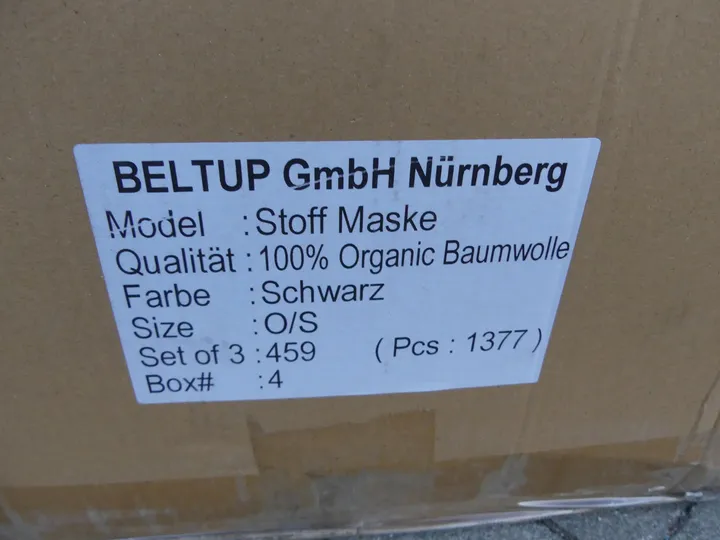 BELTUP GmbH Nürnberg
Model : Stoff Maske
Qualität : 100% Organic Baumwolle
Farbe : Schwarz
Size : O/S
Set of 3 : 459 ( Pcs : 1377 )
Box# : 4